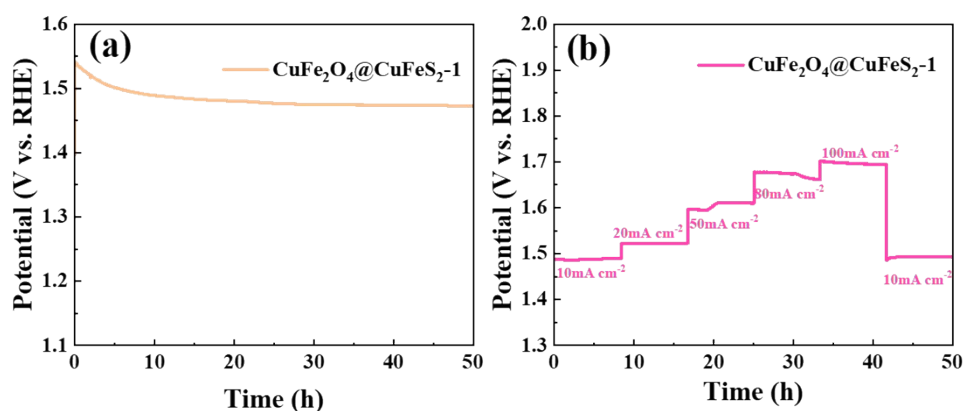 (a)
CuFe₂O₄@CuFeS₂-1
Potential (V vs. RHE)
1.6
1.5
1.4
1.3
1.2
1.1
0
10
20
30
40
50
Time (h)
(b)
CuFe₂O₄@CuFeS₂-1
Potential (V vs. RHE)
2.0
1.9
1.8
1.7
1.6
1.5
1.4
1.3
10mA cm⁻²
20mA cm⁻²
50mA cm⁻²
80mA cm⁻²
100mA cm⁻²
10mA cm⁻²
0
10
20
30
40
50
Time (h)